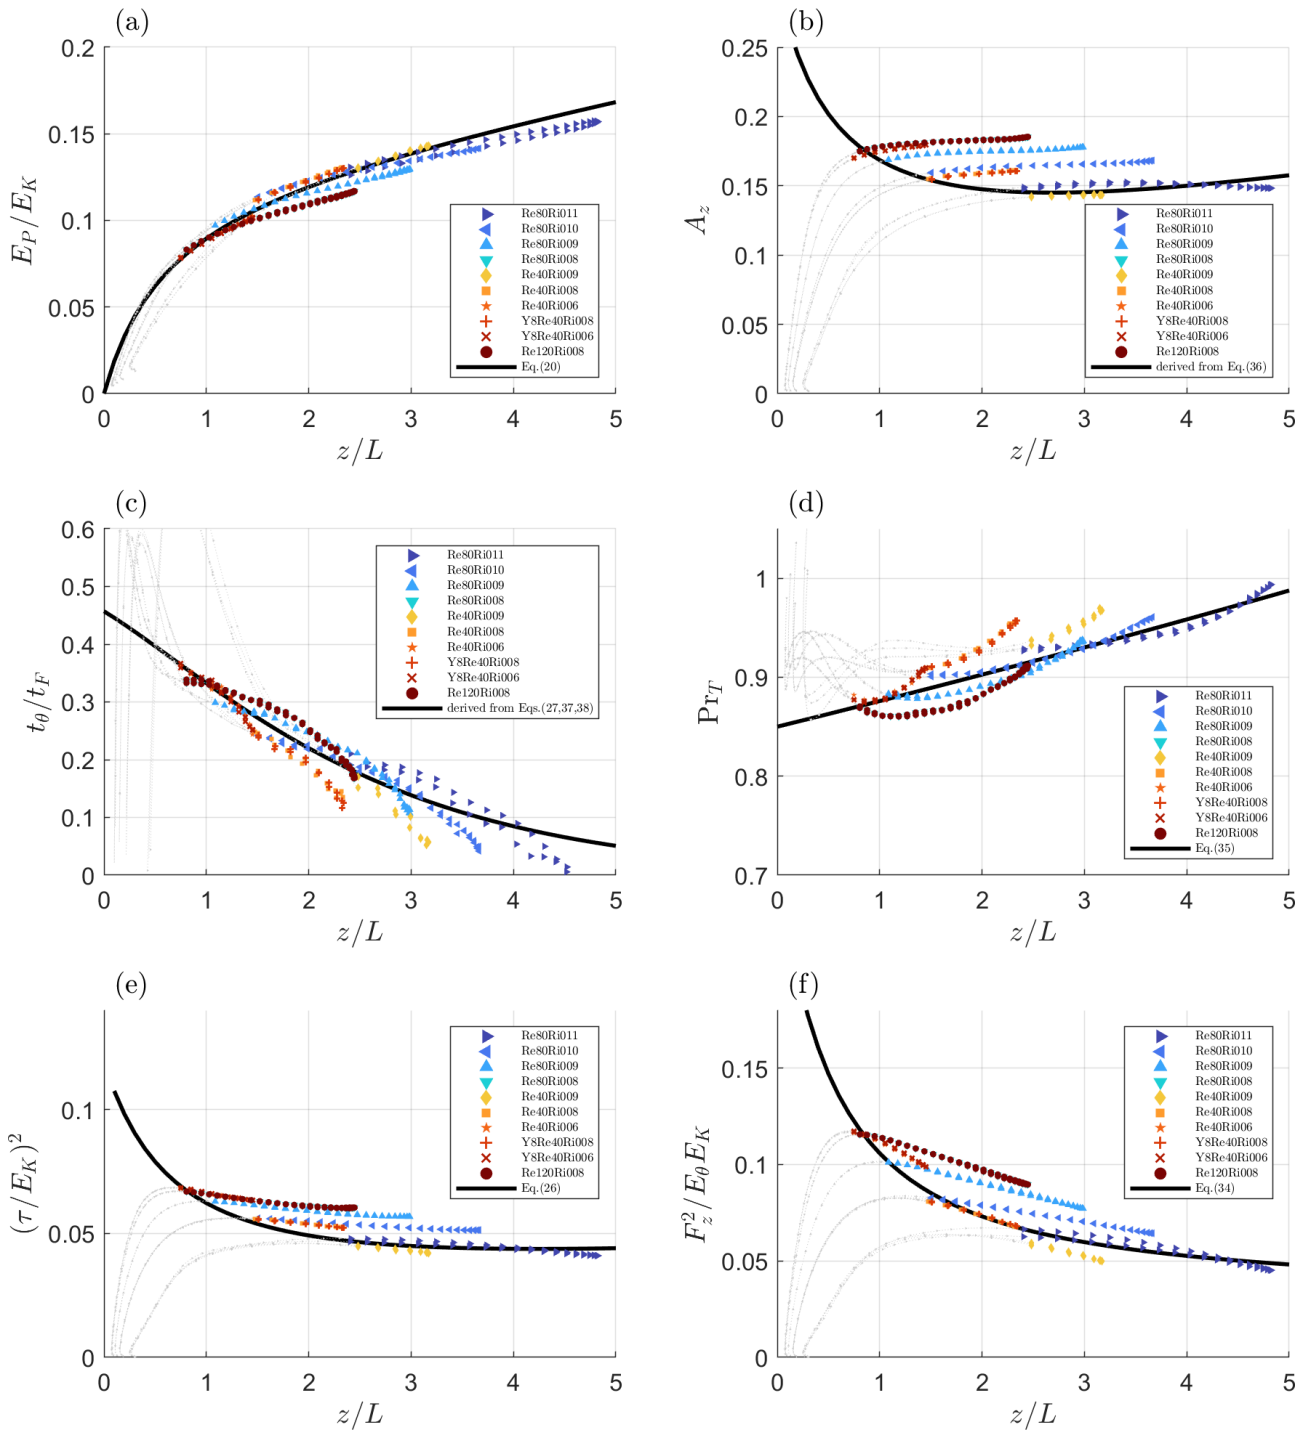 (a)
0.2
0.15
0.1
0.05
0
0 1 2 3 4 5
E_P/E_K
z/L
Re80Ri011
Re80Ri010
Re80Ri009
Re80Ri008
Re40Ri009
Re40Ri008
Re40Ri006
Y8Re40Ri008
Y8Re40Ri006
Re120Ri008
Eq.(20)
(b)
0.25
0.2
0.15
0.1
0.05
0
0 1 2 3 4 5
A_z
z/L
Re80Ri011
Re80Ri010
Re80Ri009
Re80Ri008
Re40Ri009
Re40Ri008
Re40Ri006
Y8Re40Ri008
Y8Re40Ri006
Re120Ri008
derived from Eq.(36)
(c)
0.6
0.5
0.4
0.3
0.2
0.1
0
0 1 2 3 4 5
t_θ/t_F
z/L
Re80Ri011
Re80Ri010
Re80Ri009
Re80Ri008
Re40Ri009
Re40Ri008
Re40Ri006
Y8Re40Ri008
Y8Re40Ri006
Re120Ri008
derived from Eqs.(27,37,38)
(d)
1
0.9
0.8
0.7
0 1 2 3 4 5
Pr_T
z/L
Re80Ri011
Re80Ri010
Re80Ri009
Re80Ri008
Re40Ri009
Re40Ri008
Re40Ri006
Y8Re40Ri008
Y8Re40Ri006
Re120Ri008
Eq.(35)
(e)
0.1
0.05
0
0 1 2 3 4 5
(τ/E_K)²
z/L
Re80Ri011
Re80Ri010
Re80Ri009
Re80Ri008
Re40Ri009
Re40Ri008
Re40Ri006
Y8Re40Ri008
Y8Re40Ri006
Re120Ri008
Eq.(26)
(f)
0.15
0.1
0.05
0
0 1 2 3 4 5
F_z²/E_θE_K
z/L
Re80Ri011
Re80Ri010
Re80Ri009
Re80Ri008
Re40Ri009
Re40Ri008
Re40Ri006
Y8Re40Ri008
Y8Re40Ri006
Re120Ri008
Eq.(34)